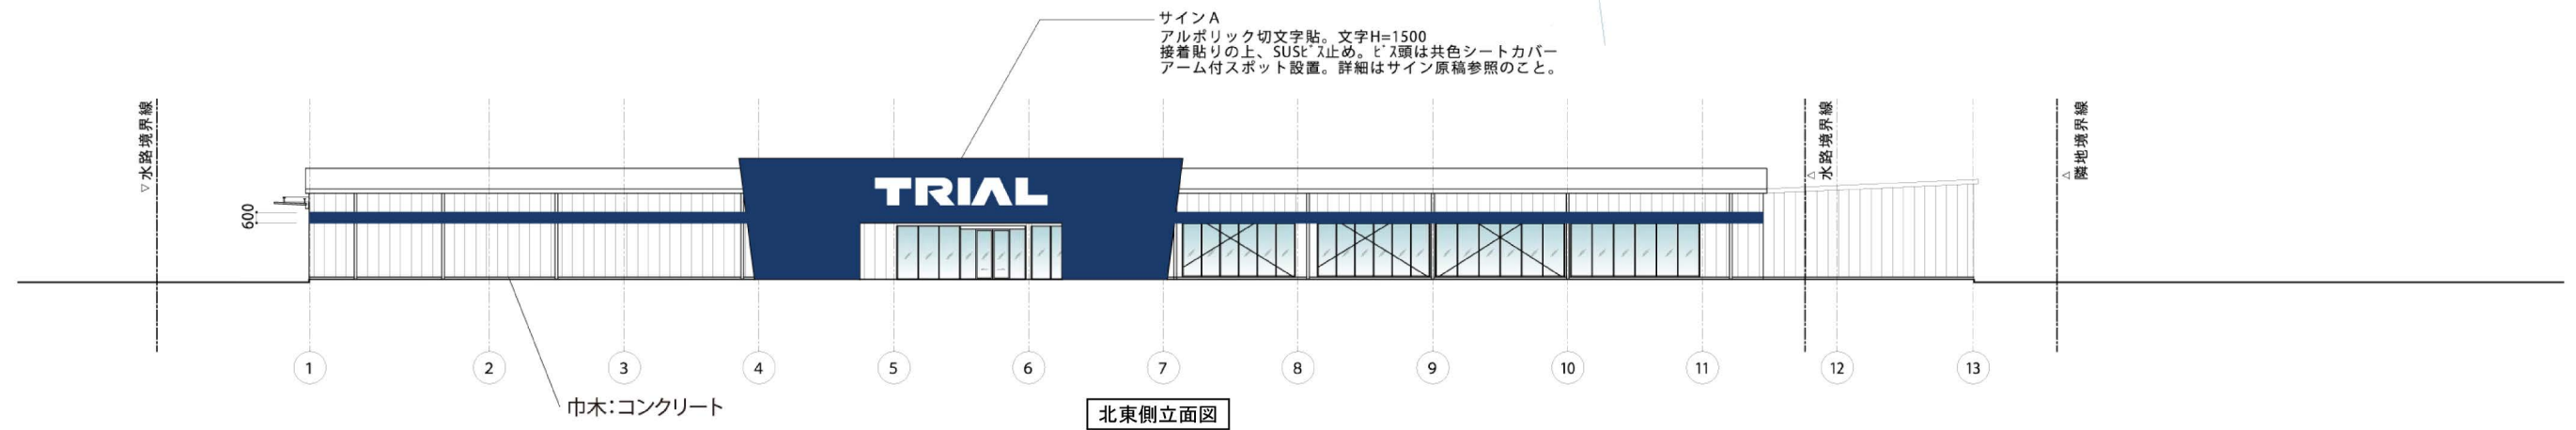 サインA
アルポリック切文字貼。文字H=1500
接着貼りの上、SUSビス止め。ビス頭は共色シートカバー
アーム付スポット設置。詳細はサイン原稿参照のこと。
▽水路境界線
△水路境界線
△隣地境界線
TRIAL
600
1 2 3 4 5 6 7 8 9 10 11 12 13
巾木:コンクリート
北東側立面図